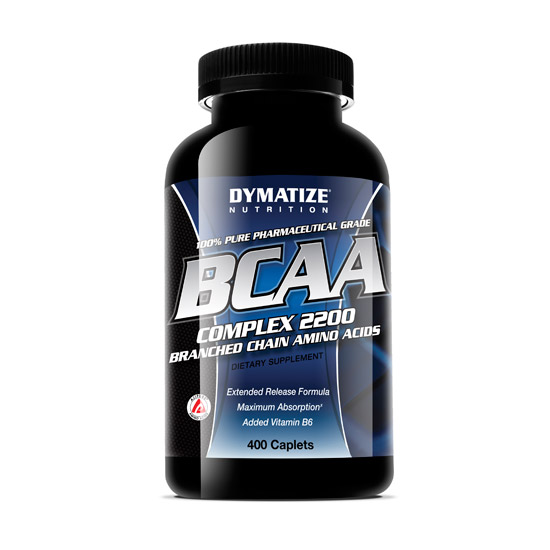 DYMATIZE®
NUTRITION
100% PURE PHARMACEUTICAL GRADE
BCAA
COMPLEX 2200
BRANCHED CHAIN AMINO ACIDS
DIETARY SUPPLEMENT
Extended Release Formula
Maximum Absorption‡
Added Vitamin B6
400 Caplets